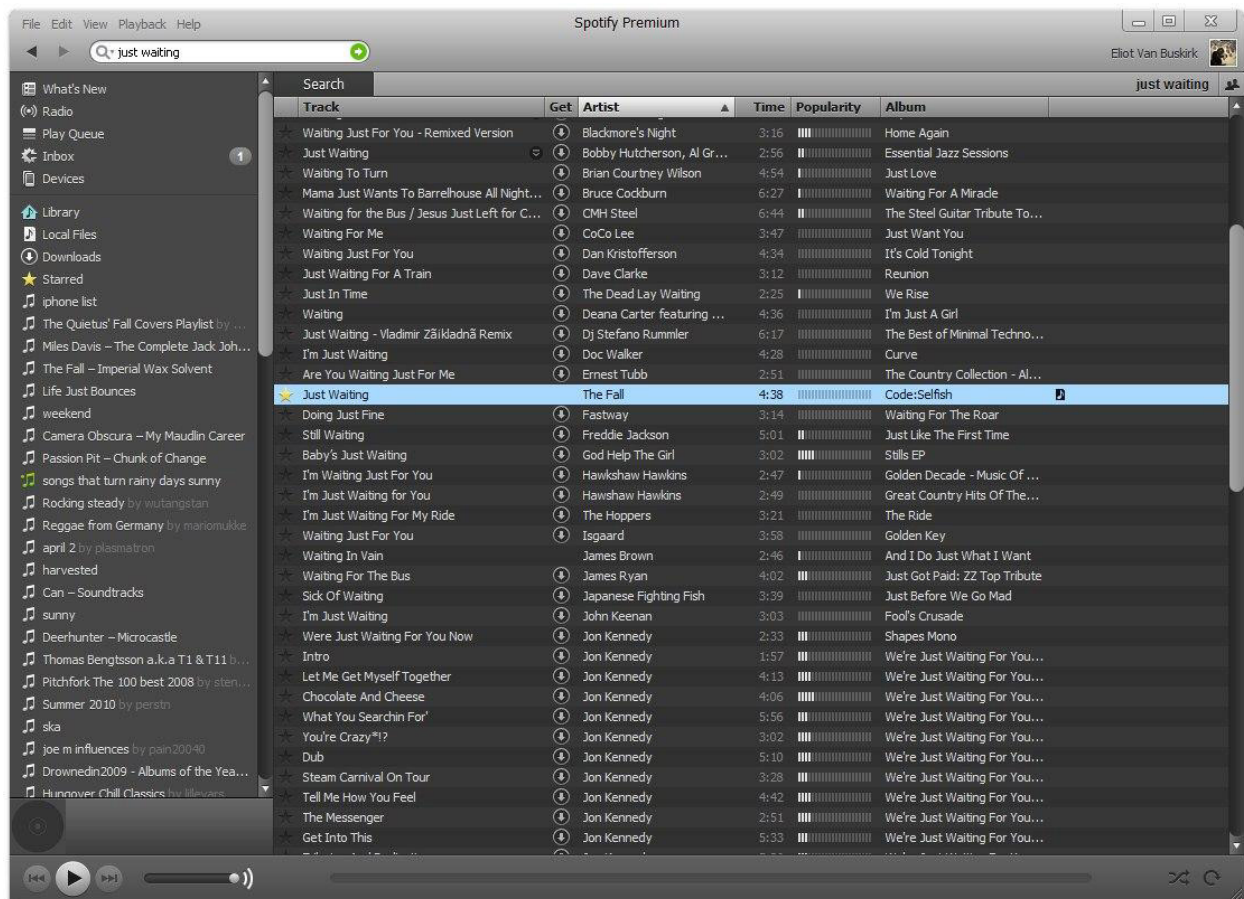 File Edit View Playback Help
Spotify Premium
just waiting
Eliot Van Buskirk
What's New
Radio
Play Queue
Inbox 1
Devices
Library
Local Files
Downloads
Starred
iphone list
The Quietus' Fall Covers Playlist by ...
Miles Davis – The Complete Jack Joh...
The Fall – Imperial Wax Solvent
Life Just Bounces
weekend
Camera Obscura – My Maudlin Career
Passion Pit – Chunk of Change
songs that turn rainy days sunny
Rocking steady by wutangstan
Reggae from Germany by mariomukke
april 2 by plasmatron
harvested
Can – Soundtracks
sunny
Deerhunter – Microcastle
Thomas Bengtsson a.k.a T1 & T11 b...
Pitchfork The 100 best 2008 by sten...
Summer 2010 by perstn
ska
joe m influences by pain20040
Drownedin2009 - Albums of the Yea...
Hungover Chill Classics by lillevars
Search just waiting
Track Get Artist Time Popularity Album
Waiting Just For You - Remixed Version Blackmore's Night 3:16 Home Again
Just Waiting Bobby Hutcherson, Al Gr... 2:56 Essential Jazz Sessions
Waiting To Turn Brian Courtney Wilson 4:54 Just Love
Mama Just Wants To Barrelhouse All Night... Bruce Cockburn 6:27 Waiting For A Miracle
Waiting for the Bus / Jesus Just Left for C... CMH Steel 6:44 The Steel Guitar Tribute To...
Waiting For Me CoCo Lee 3:47 Just Want You
Waiting Just For You Dan Kristofferson 4:34 It's Cold Tonight
Just Waiting For A Train Dave Clarke 3:12 Reunion
Just In Time The Dead Lay Waiting 2:25 We Rise
Waiting Deana Carter featuring ... 4:36 I'm Just A Girl
Just Waiting - Vladimir Zãikladnã Remix Dj Stefano Rummler 6:17 The Best of Minimal Techno...
I'm Just Waiting Doc Walker 4:28 Curve
Are You Waiting Just For Me Ernest Tubb 2:51 The Country Collection - Al...
Just Waiting The Fall 4:38 Code:Selfish
Doing Just Fine Fastway 3:14 Waiting For The Roar
Still Waiting Freddie Jackson 5:01 Just Like The First Time
Baby's Just Waiting God Help The Girl 3:02 Stills EP
I'm Waiting Just For You Hawkshaw Hawkins 2:47 Golden Decade - Music Of ...
I'm Just Waiting for You Hawshaw Hawkins 2:49 Great Country Hits Of The...
I'm Just Waiting For My Ride The Hoppers 3:21 The Ride
Waiting Just For You Isgaard 3:58 Golden Key
Waiting In Vain James Brown 2:46 And I Do Just What I Want
Waiting For The Bus James Ryan 4:02 Just Got Paid: ZZ Top Tribute
Sick Of Waiting Japanese Fighting Fish 3:39 Just Before We Go Mad
I'm Just Waiting John Keenan 3:03 Fool's Crusade
Were Just Waiting For You Now Jon Kennedy 2:33 Shapes Mono
Intro Jon Kennedy 1:57 We're Just Waiting For You...
Let Me Get Myself Together Jon Kennedy 4:13 We're Just Waiting For You...
Chocolate And Cheese Jon Kennedy 4:06 We're Just Waiting For You...
What You Searchin For' Jon Kennedy 5:56 We're Just Waiting For You...
You're Crazy*!? Jon Kennedy 3:02 We're Just Waiting For You...
Dub Jon Kennedy 5:10 We're Just Waiting For You...
Steam Carnival On Tour Jon Kennedy 3:28 We're Just Waiting For You...
Tell Me How You Feel Jon Kennedy 4:42 We're Just Waiting For You...
The Messenger Jon Kennedy 2:51 We're Just Waiting For You...
Get Into This Jon Kennedy 5:33 We're Just Waiting For You...